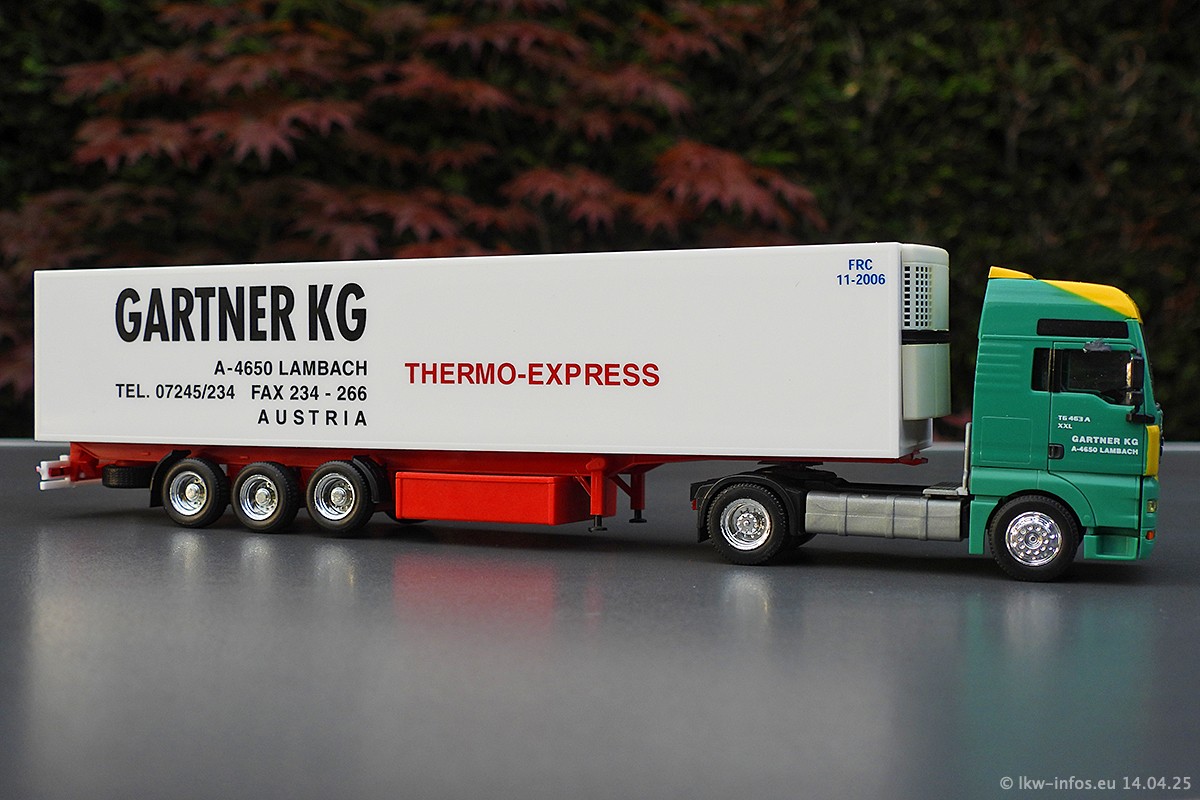 GARTNER KG
A-4650 LAMBACH
TEL. 07245/234 FAX 234 - 266
AUSTRIA
THERMO-EXPRESS
FRC
11-2006
TG 463 A
XXL
GARTNER KG
A-4650 LAMBACH
© lkw-infos.eu 14.04.25